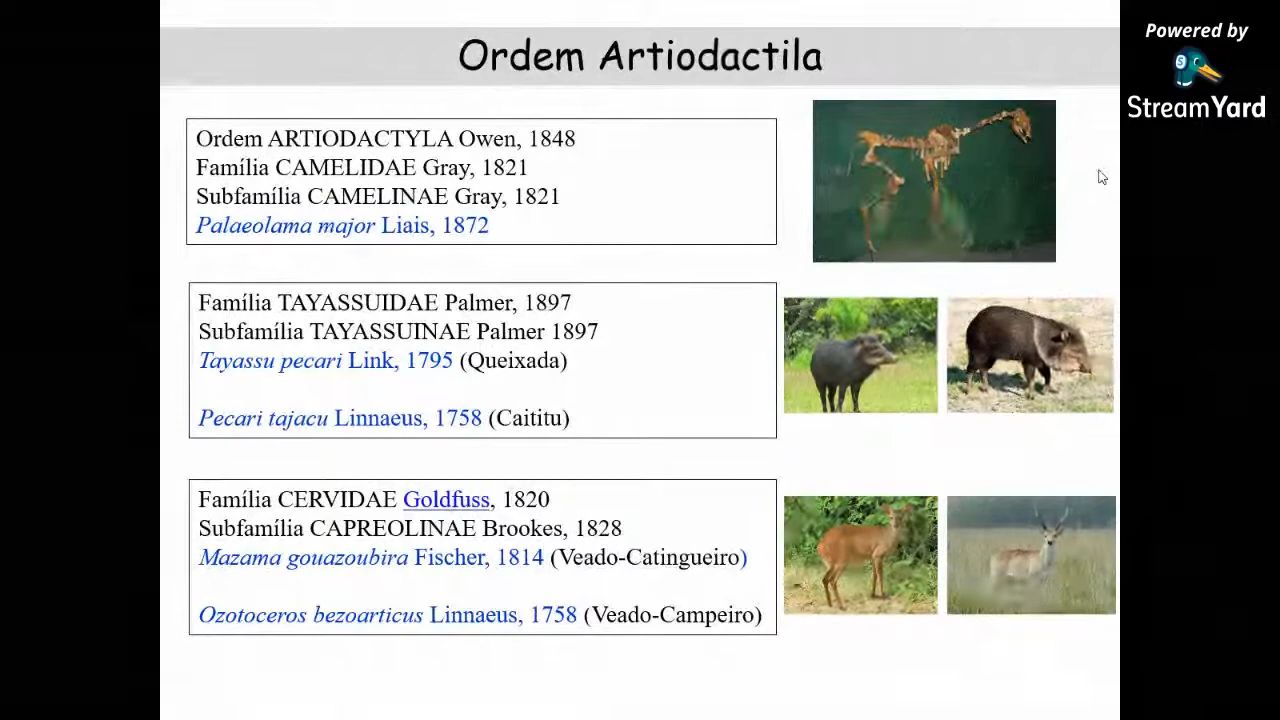 Ordem Artiodactila
Powered by
StreamYard
Ordem ARTIODACTYLA Owen, 1848
Família CAMELIDAE Gray, 1821
Subfamília CAMELINAE Gray, 1821
Palaeolama major Liais, 1872
Família TAYASSUIDAE Palmer, 1897
Subfamília TAYASSUINAE Palmer 1897
Tayassu pecari Link, 1795 (Queixada)
Pecari tajacu Linnaeus, 1758 (Caititu)
Família CERVIDAE Goldfuss, 1820
Subfamília CAPREOLINAE Brookes, 1828
Mazama gouazoubira Fischer, 1814 (Veado-Catingueiro)
Ozotoceros bezoarticus Linnaeus, 1758 (Veado-Campeiro)